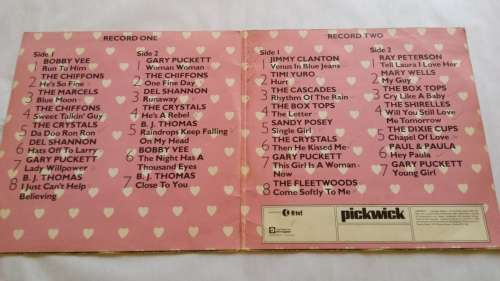 RECORD ONE
Side 1
1 BOBBY VEE
Run To Him
2 THE CHIFFONS
He's So Fine
3 THE MARCELS
Blue Moon
4 THE CHIFFONS
Sweet Talkin' Guy
5 THE CRYSTALS
Da Doo Ron Ron
6 DEL SHANNON
Hats Off To Larry
7 GARY PUCKETT
Lady Willpower
8 B. J. THOMAS
I Just Can't Help
Believing
Side 2
1 GARY PUCKETT
Woman Woman
2 THE CHIFFONS
One Fine Day
3 DEL SHANNON
Runaway
4 THE CRYSTALS
He's A Rebel
5 B. J. THOMAS
Raindrops Keep Falling
On My Head
6 BOBBY VEE
The Night Has A
Thousand Eyes
7 B. J. THOMAS
Close To You
RECORD TWO
Side 1
1 JIMMY CLANTON
Venus In Blue Jeans
2 TIMI YURO
Hurt
3 THE CASCADES
Rhythm Of The Rain
4 THE BOX TOPS
The Letter
5 SANDY POSEY
Single Girl
6 THE CRYSTALS
Then He Kissed Me
7 GARY PUCKETT
This Girl Is A Woman
Now
8 THE FLEETWOODS
Come Softly To Me
Side 2
1 RAY PETERSON
Tell Laura I Love Her
2 MARY WELLS
My Guy
3 THE BOX TOPS
Cry Like A Baby
4 THE SHIRELLES
Will You Still Love
Me Tomorrow
5 THE DIXIE CUPS
Chapel Of Love
6 PAUL & PAULA
Hey Paula
7 GARY PUCKETT
Young Girl
pickwick